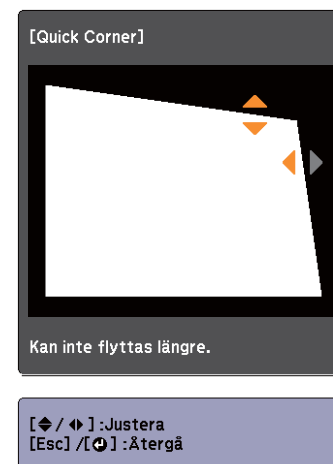 [Quick Corner]
Kan inte flyttas längre.
[◆/◆] :Justera
[Esc] /[⏎] :Återgå